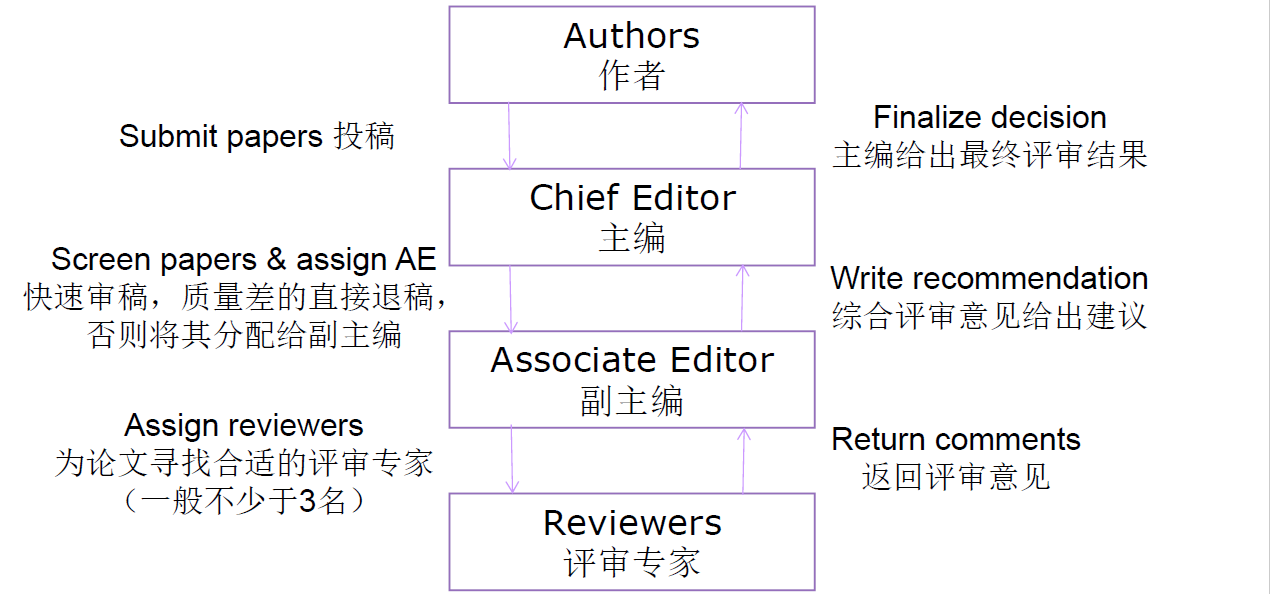 Authors
作者
Submit papers 投稿
Finalize decision
主编给出最终评审结果
Chief Editor
主编
Screen papers & assign AE
快速审稿，质量差的直接退稿，
否则将其分配给副主编
Write recommendation
综合评审意见给出建议
Associate Editor
副主编
Assign reviewers
为论文寻找合适的评审专家
（一般不少于3名）
Return comments
返回评审意见
Reviewers
评审专家